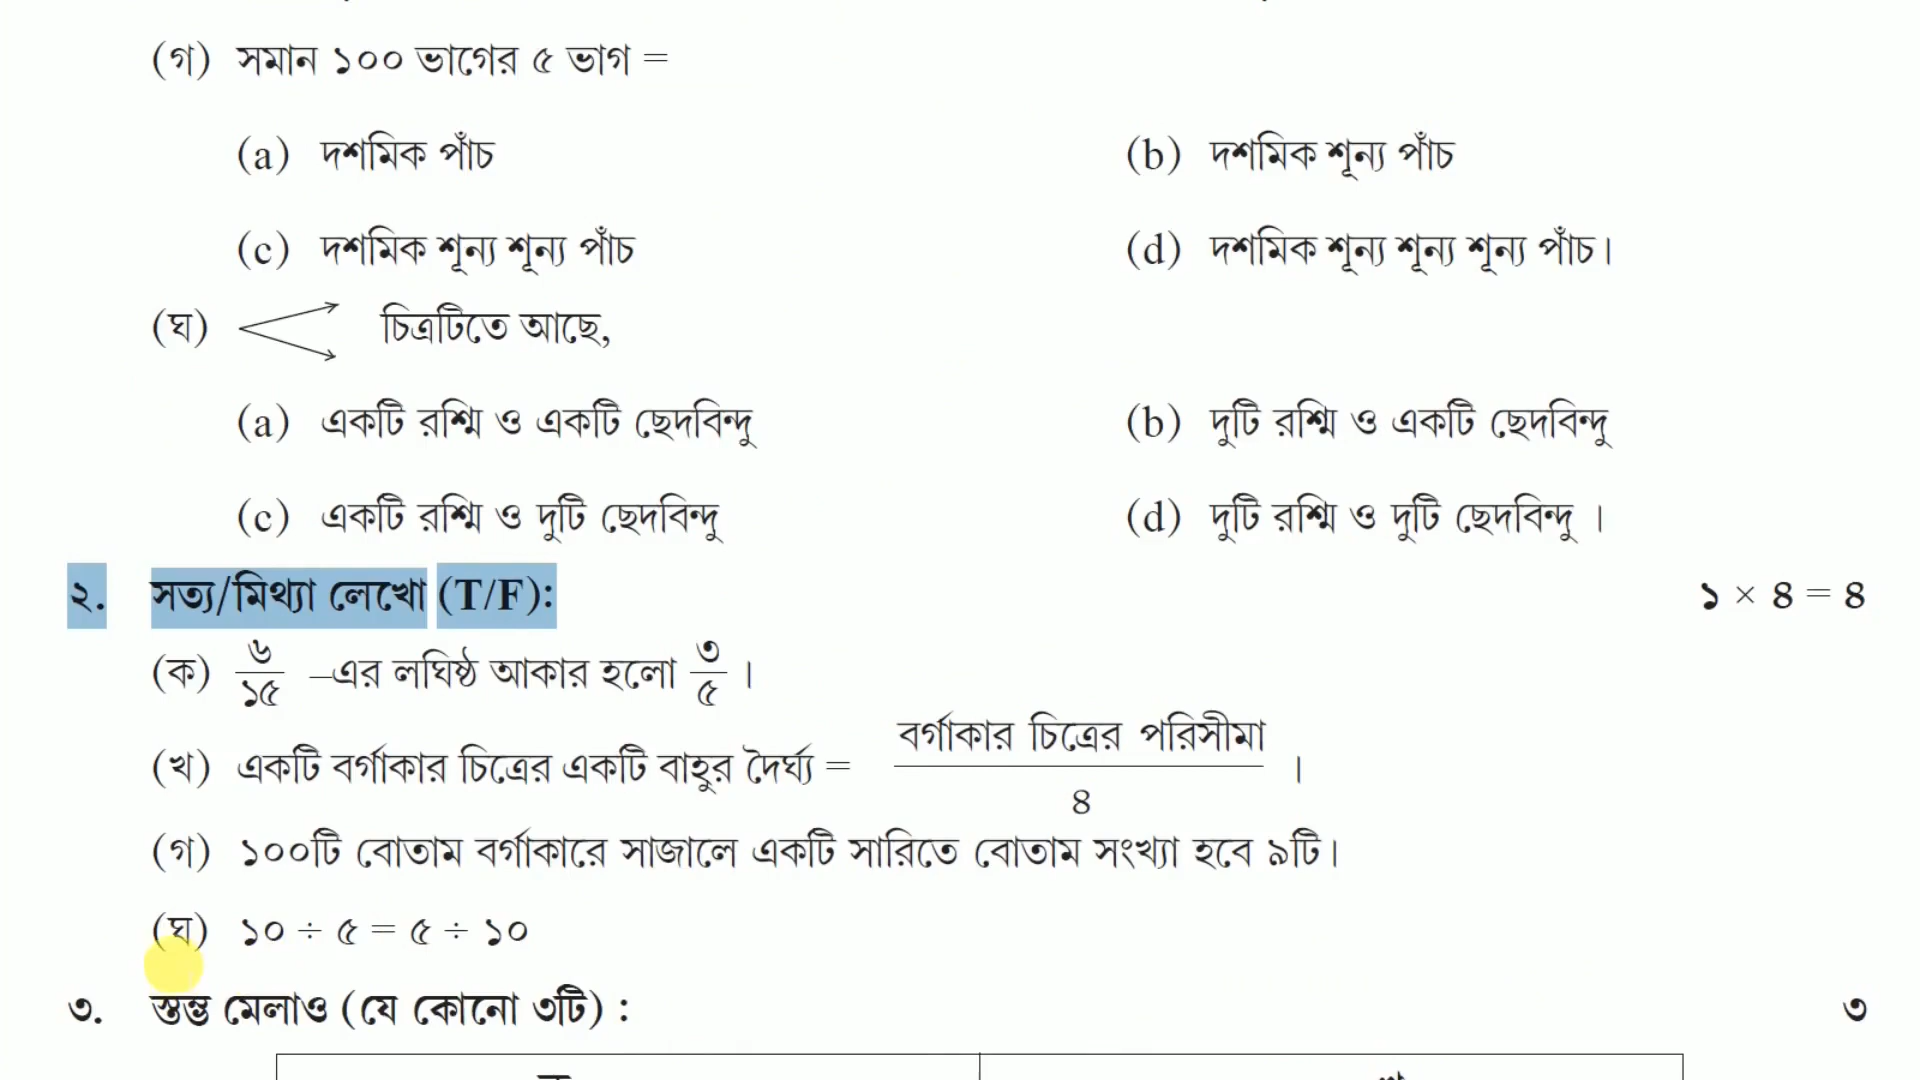 (গ) সমান ১০০ ভাগের ৫ ভাগ =
(a) দশমিক পাঁচ (b) দশমিক শূন্য পাঁচ
(c) দশমিক শূন্য শূন্য পাঁচ (d) দশমিক শূন্য শূন্য শূন্য পাঁচ।
(ঘ) চিত্রটিতে আছে,
(a) একটি রশ্মি ও একটি ছেদবিন্দু (b) দুটি রশ্মি ও একটি ছেদবিন্দু
(c) একটি রশ্মি ও দুটি ছেদবিন্দু (d) দুটি রশ্মি ও দুটি ছেদবিন্দু ।
২. সত্য/মিথ্যা লেখো (T/F): ১ × ৪ = ৪
(ক) ৬/১৫ –এর লঘিষ্ঠ আকার হলো ৩/৫ ।
(খ) একটি বর্গাকার চিত্রের একটি বাহুর দৈর্ঘ্য = বর্গাকার চিত্রের পরিসীমা/৪ ।
(গ) ১০০টি বোতাম বর্গাকারে সাজালে একটি সারিতে বোতাম সংখ্যা হবে ৯টি।
(ঘ) ১০ ÷ ৫ = ৫ ÷ ১০
৩. স্তম্ভ মেলাও (যে কোনো ৩টি) : ৩